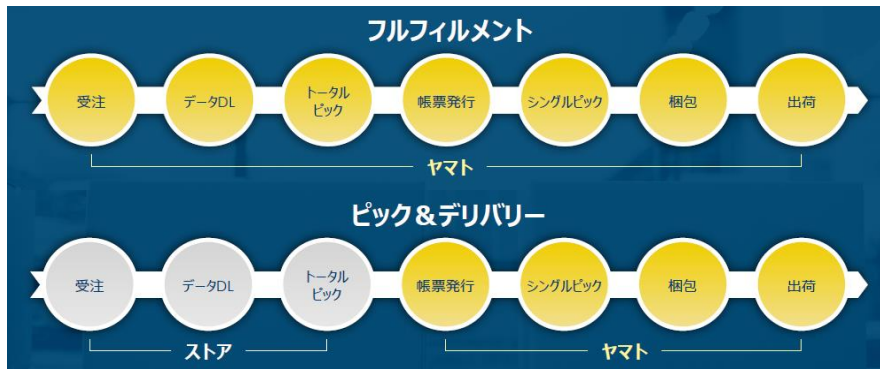 フルフィルメント
受注
データDL
トータル
ピック
帳票発行
シングルピック
梱包
出荷
ヤマト
ピック＆デリバリー
受注
データDL
トータル
ピック
帳票発行
シングルピック
梱包
出荷
ストア
ヤマト